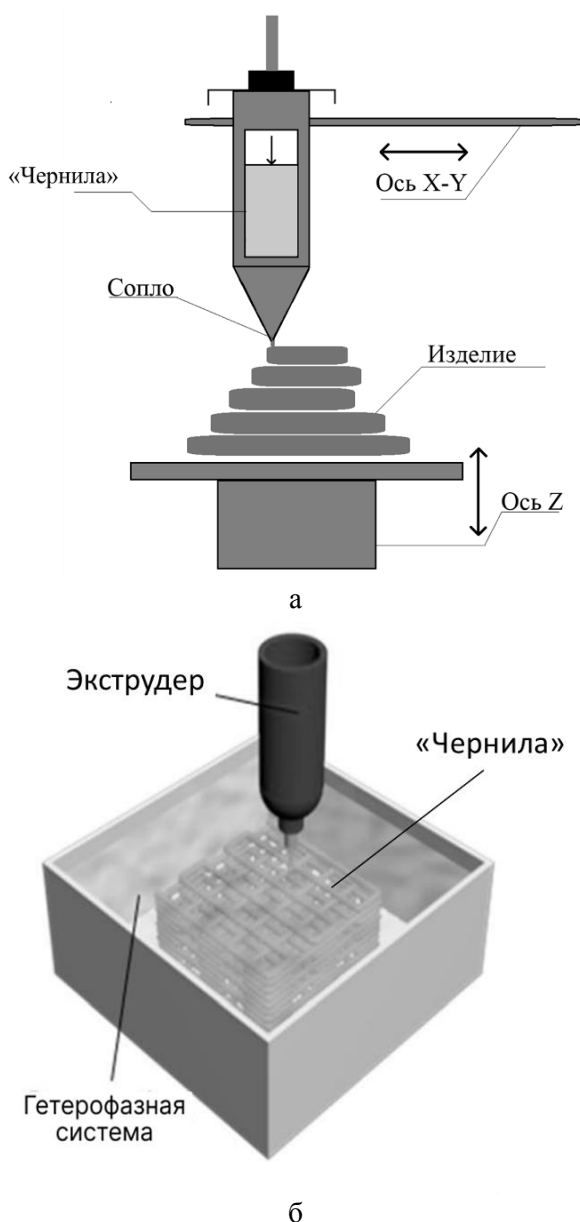 «Чернила»
Ось X-Y
Сопло
Изделие
Ось Z
а
Экструдер
«Чернила»
Гетерофазная
система
б